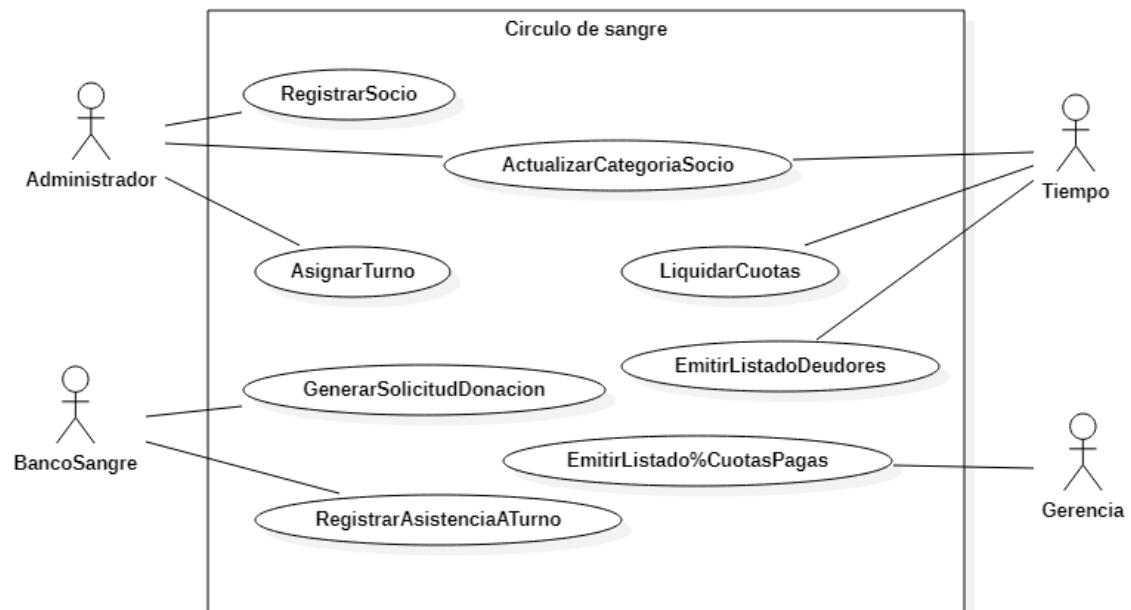 Circulo de sangre
RegistrarSocio
Administrador
ActualizarCategoriaSocio
Tiempo
AsignarTurno
LiquidarCuotas
EmitirListadoDeudores
GenerarSolicitudDonacion
BancoSangre
EmitirListado%CuotasPagas
Gerencia
RegistrarAsistenciaATurno